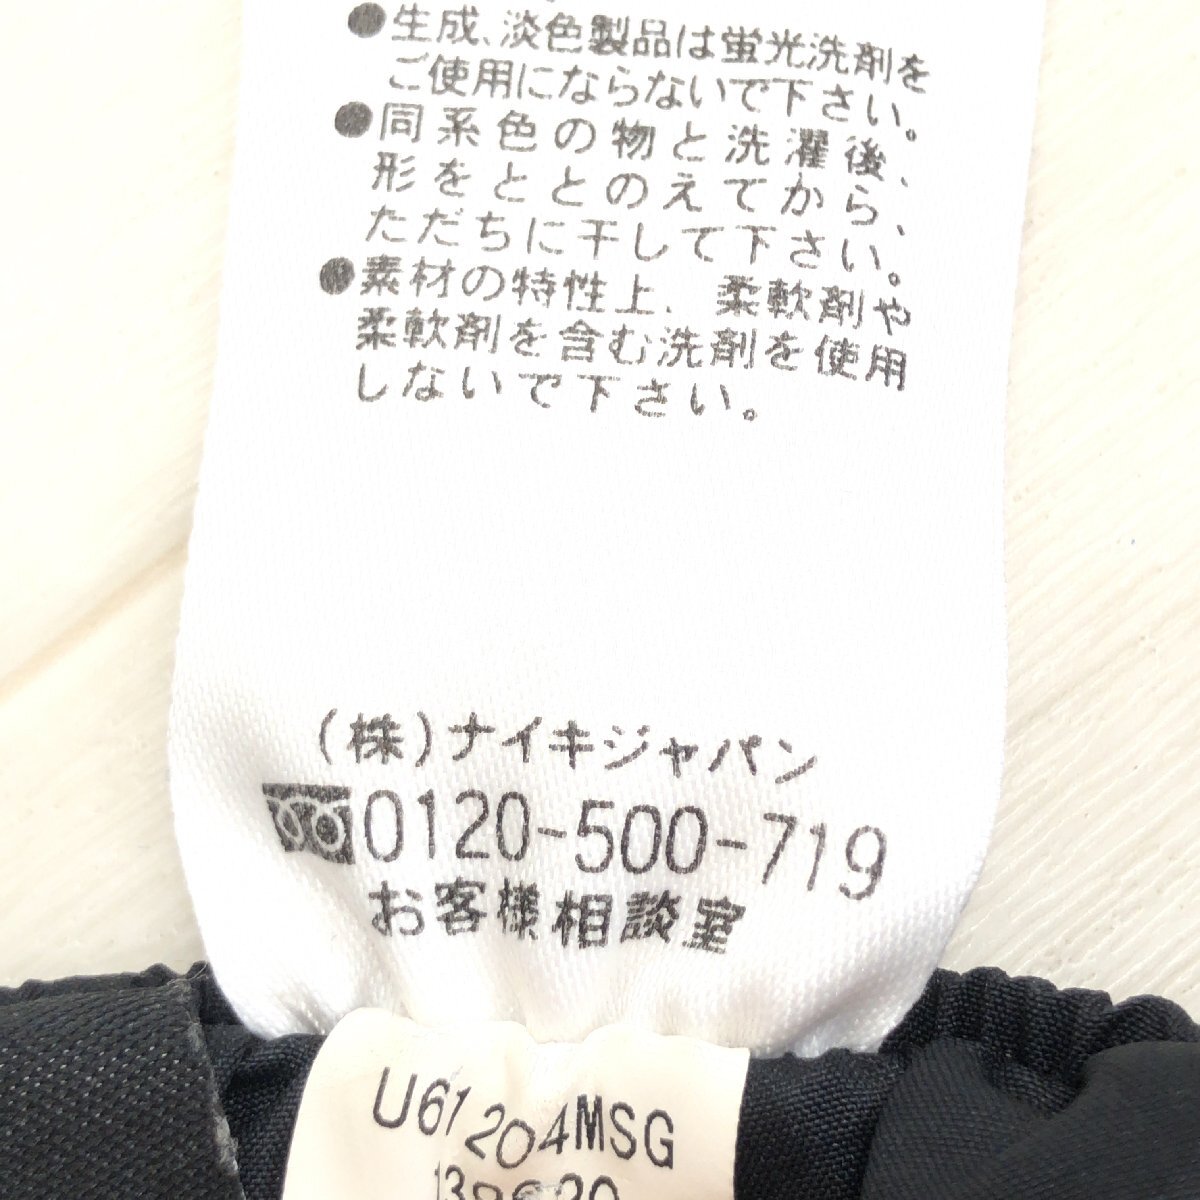 ●生成、淡色製品は蛍光洗剤を
ご使用にならないで下さい。
●同系色の物と洗濯後、
形をととのえてから、
ただちに干して下さい。
●素材の特性上、柔軟剤や
柔軟剤を含む洗剤を使用
しないで下さい。
(株)ナイキジャパン
0120-500-719
お客様相談室
U61204MSG